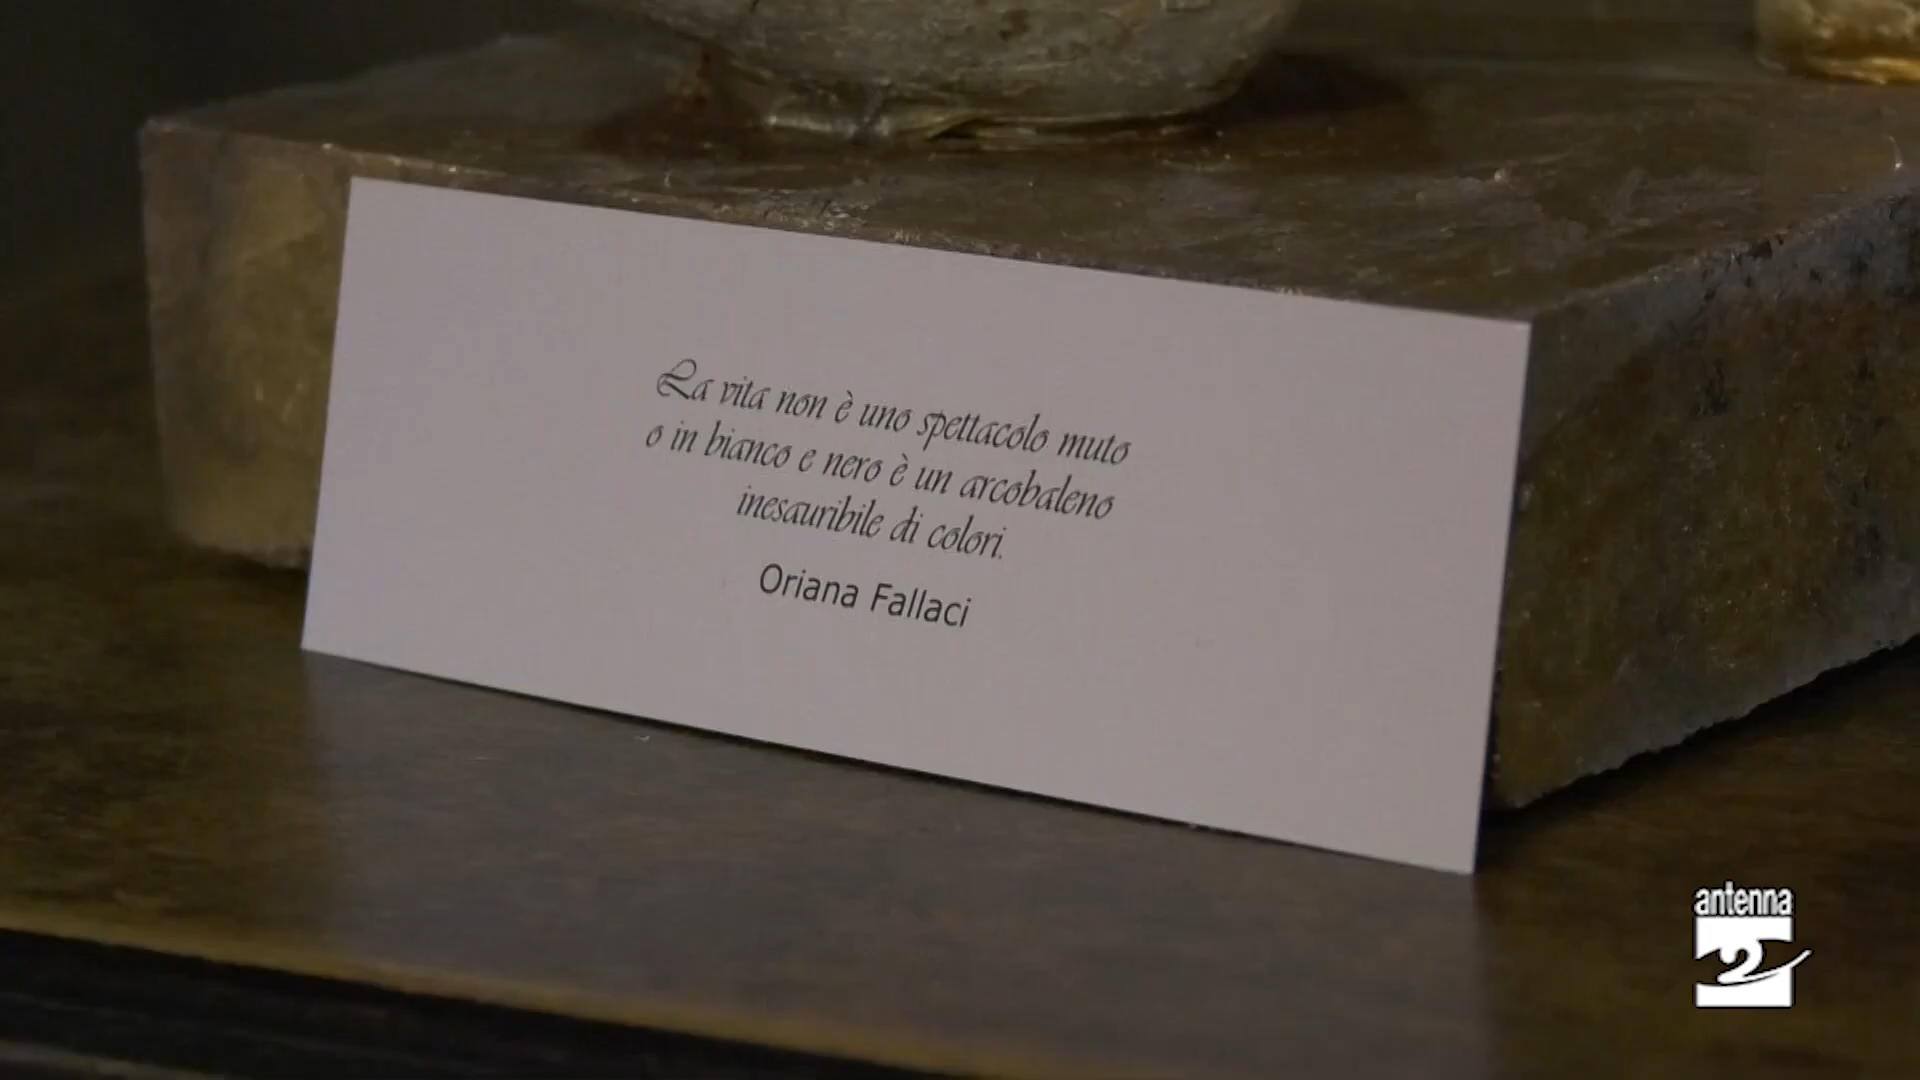 La vita non è uno spettacolo muto
o in bianco e nero è un arcobaleno
inesauribile di colori.
Oriana Fallaci
antenna
2